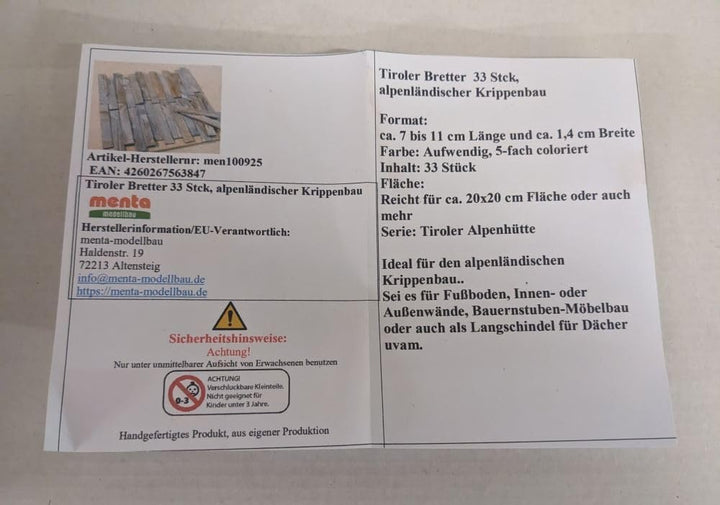 Artikel-Herstellernr: men100925
EAN: 4260267563847
Tiroler Bretter 33 Stck, alpenländischer Krippenbau
menta
modellbau
Herstellerinformation/EU-Verantwortlich:
menta-modellbau
Haldenstr. 19
72213 Altensteig
info@menta-modellbau.de
https://menta-modellbau.de
Sicherheitshinweise:
Achtung!
Nur unter unmittelbarer Aufsicht von Erwachsenen benutzen
0-3
ACHTUNG!
Verschluckbare Kleinteile.
Nicht geeignet für
Kinder unter 3 Jahre.
Handgefertigtes Produkt, aus eigener Produktion
Tiroler Bretter 33 Stck,
alpenländischer Krippenbau
Format:
ca. 7 bis 11 cm Länge und ca. 1,4 cm Breite
Farbe: Aufwendig, 5-fach coloriert
Inhalt: 33 Stück
Fläche:
Reicht für ca. 20x20 cm Fläche oder auch
mehr
Serie: Tiroler Alpenhütte
Ideal für den alpenländischen
Krippenbau..
Sei es für Fußboden, Innen- oder
Außenwände, Bauernstuben-Möbelbau
oder auch als Langschindel für Dächer
uvam.